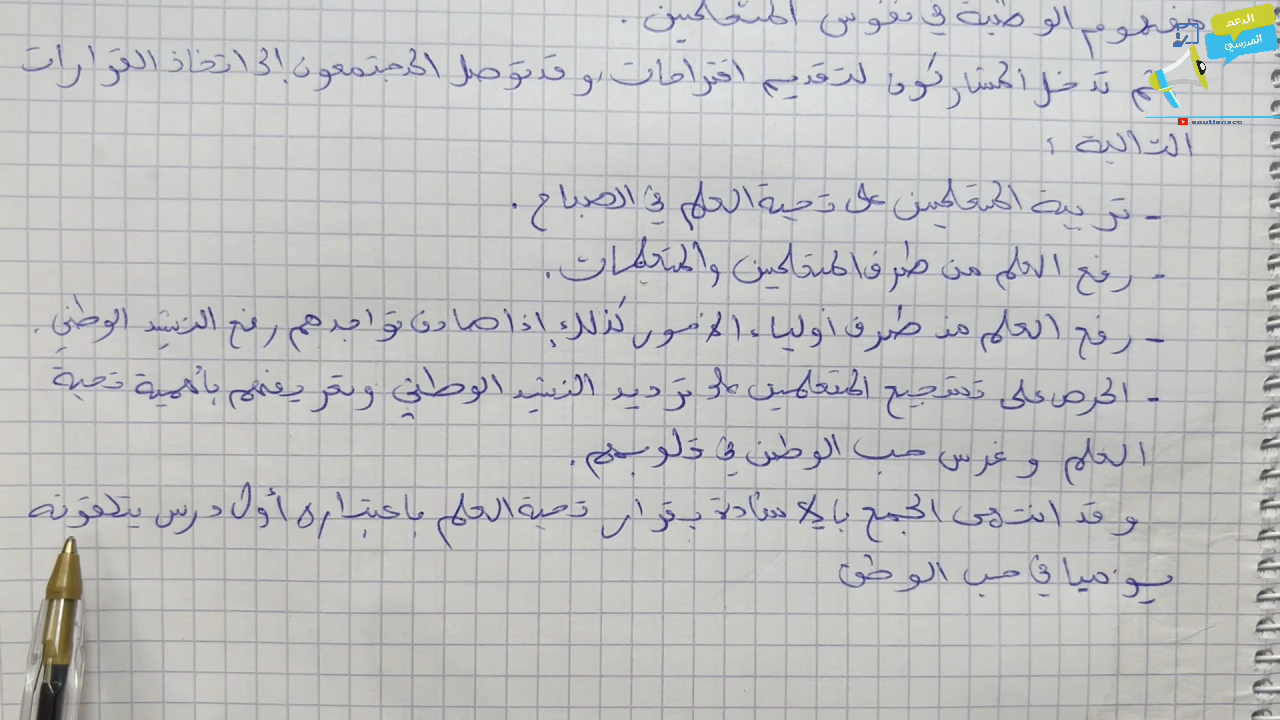 مفهوم الوطنية في نفوس المتعلمين.
ثم تدخل المشاركون لتقديم اقتراحات، وقد توصل المجتمعون إلى اتخاذ القرارات
التالية :
- تربية المتعلمين على تحية العلم في الصباح.
- رفع العلم من طرف المتعلمين والمتعلمات.
- رفع العلم من طرف أولياء الأمور كذلك إذا صادف تواجدهم رفع النشيد الوطني.
- الحرص على تشجيع المتعلمين على ترديد النشيد الوطني وتعريفهم بأهمية تحية
العلم وغرس حب الوطن في قلوبهم.
وقد انتهى الجمع بالإشادة بقرار تحية العلم باعتباره أول درس يتلقونه
يوميا في حب الوطن
الدعم
المدرسي
soutienscc